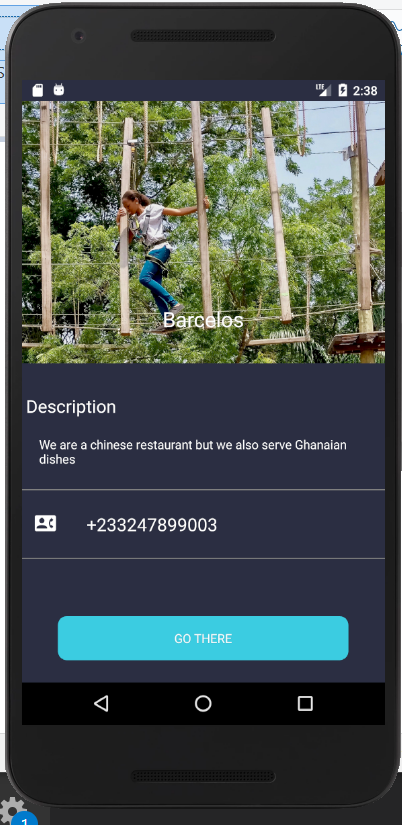 LTE 2:38
Barcelos
Description
We are a chinese restaurant but we also serve Ghanaian
dishes
+233247899003
GO THERE
1